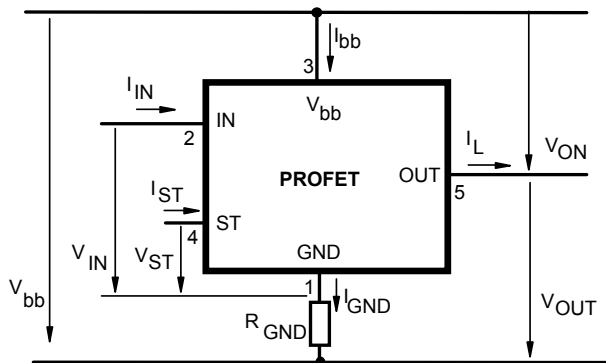 I bb
3
V bb
I IN
2
IN
PROFET
I L
OUT
5
V ON
I ST
4
ST
V IN
V ST
GND
V bb
1
I GND
R GND
V OUT